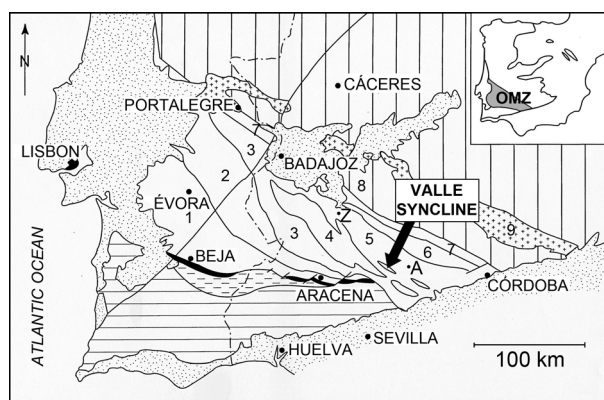 N
OMZ
CÁCERES
PORTALEGRE
7
LISBON
3
BADAJOZ
2
8
VALLE
SYNCLINE
ÉVORA
1
Z
9
3
4
5
BEJA
6
7
A
ARACENA
CÓRDOBA
ATLANTIC OCEAN
SEVILLA
HUELVA
100 km